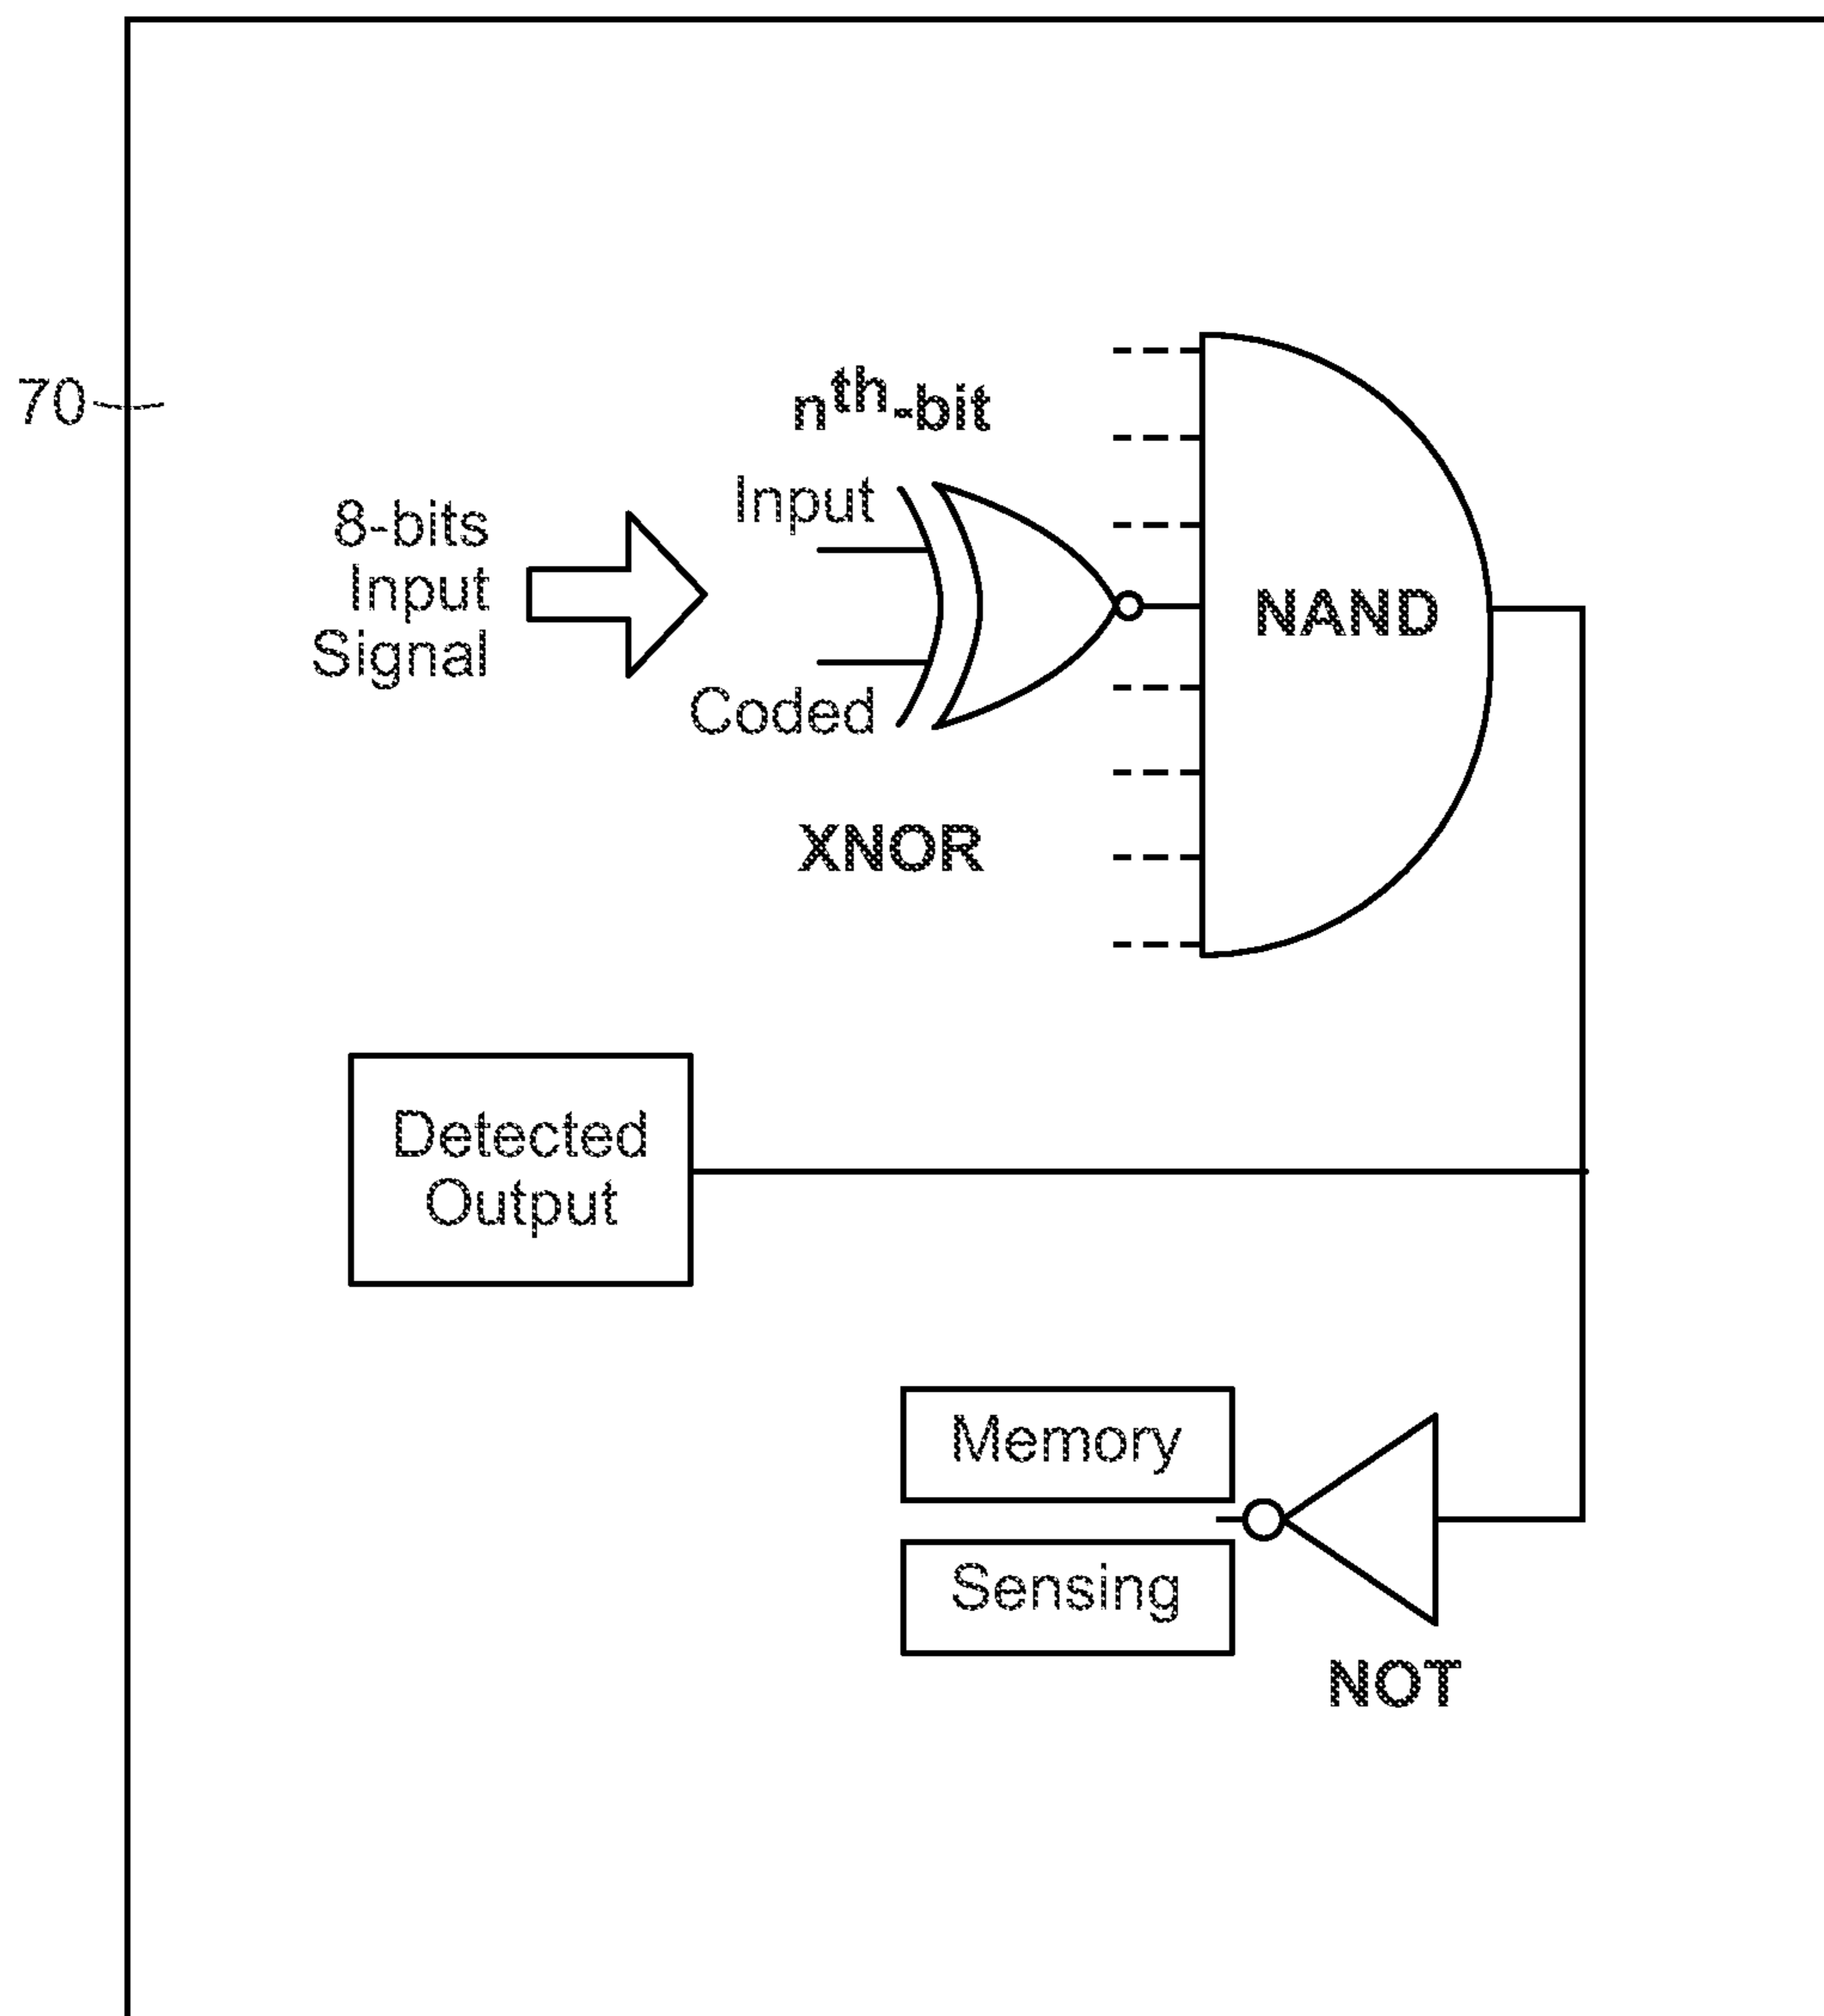 70
8-bits
Input
Signal
nth-bit
Input
Coded
XNOR
NAND
Detected
Output
Memory
Sensing
NOT